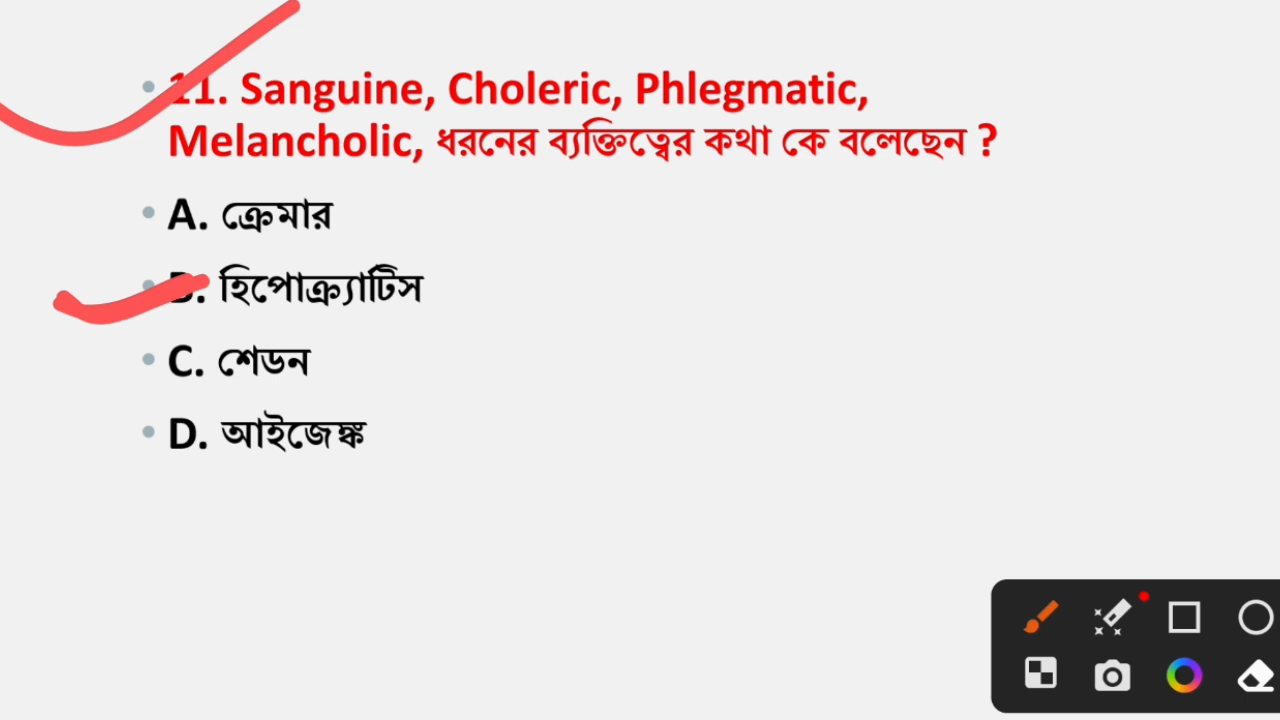 11. Sanguine, Choleric, Phlegmatic,
Melancholic, ধরনের ব্যক্তিত্বের কথা কে বলেছেন ?
A. ক্রেমার
B. হিপোক্র্যাটিস
C. শেডন
D. আইজেঙ্ক